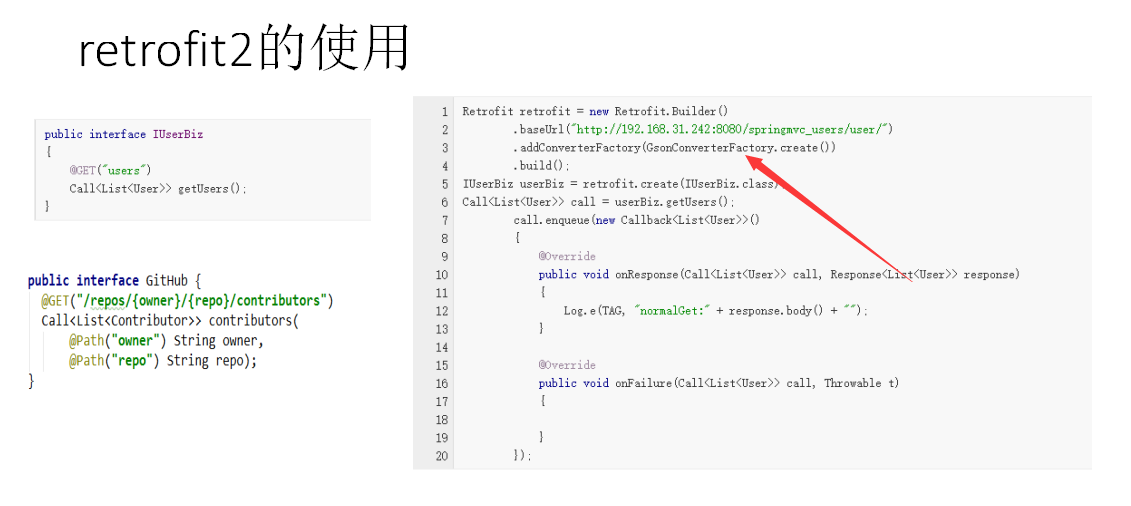 retrofit2的使用
public interface IUserBiz
{
@GET("users")
Call<List<User>> getUsers();
}
public interface GitHub {
@GET("/repos/{owner}/{repo}/contributors")
Call<List<Contributor>> contributors(
@Path("owner") String owner,
@Path("repo") String repo);
}
1 Retrofit retrofit = new Retrofit.Builder()
2 .baseUrl("http://192.168.31.242:8080/springmvc_users/user/")
3 .addConverterFactory(GsonConverterFactory.create())
4 .build();
5 IUserBiz userBiz = retrofit.create(IUserBiz.class)
6 Call<List<User>> call = userBiz.getUsers();
7 call.enqueue(new Callback<List<User>>()
8 {
9 @Override
10 public void onResponse(Call<List<User>> call, Response<List<User>> response)
11 {
12 Log.e(TAG, "normalGet:" + response.body() + "");
13 }
14
15 @Override
16 public void onFailure(Call<List<User>> call, Throwable t)
17 {
18
19 }
20 });